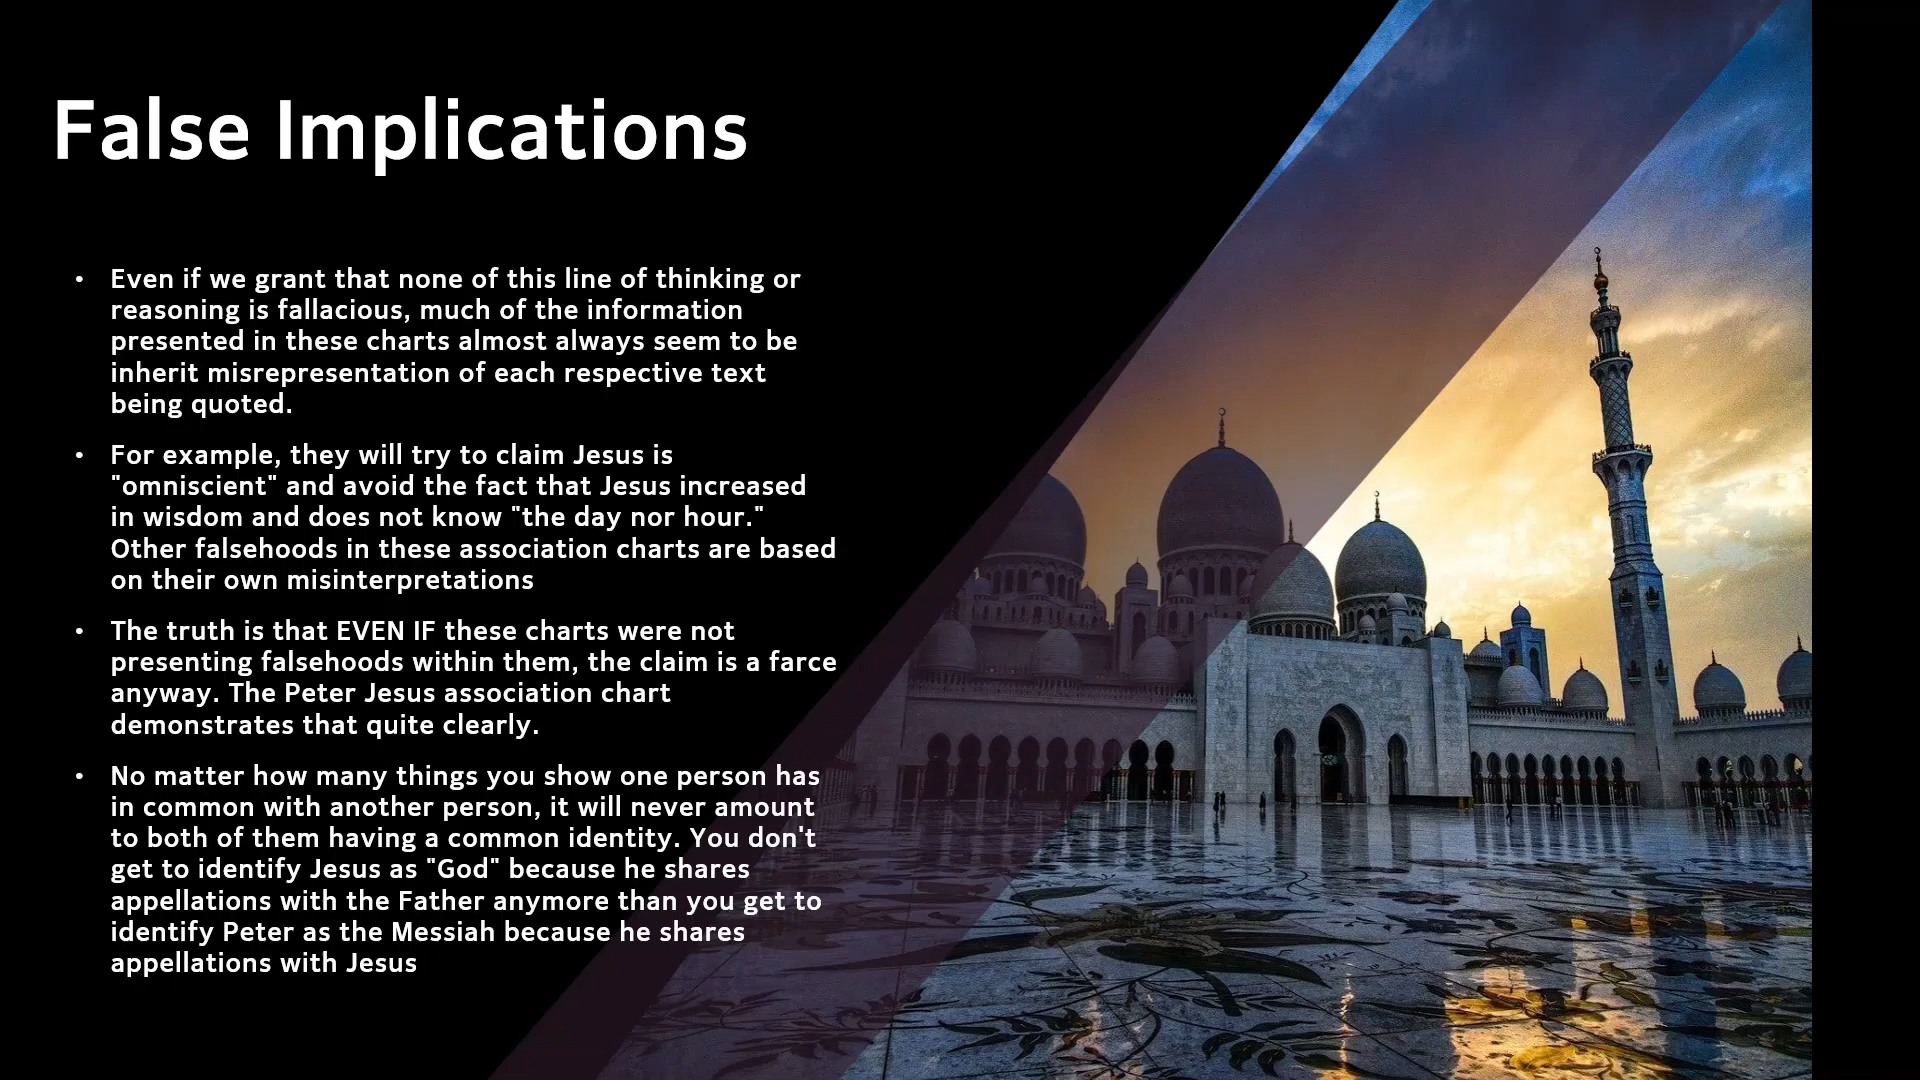 False Implications
• Even if we grant that none of this line of thinking or
reasoning is fallacious, much of the information
presented in these charts almost always seem to be
inherit misrepresentation of each respective text
being quoted.
• For example, they will try to claim Jesus is
"omniscient" and avoid the fact that Jesus increased
in wisdom and does not know "the day nor hour."
Other falsehoods in these association charts are based
on their own misinterpretations
• The truth is that EVEN IF these charts were not
presenting falsehoods within them, the claim is a farce
anyway. The Peter Jesus association chart
demonstrates that quite clearly.
• No matter how many things you show one person has
in common with another person, it will never amount
to both of them having a common identity. You don't
get to identify Jesus as "God" because he shares
appellations with the Father anymore than you get to
identify Peter as the Messiah because he shares
appellations with Jesus